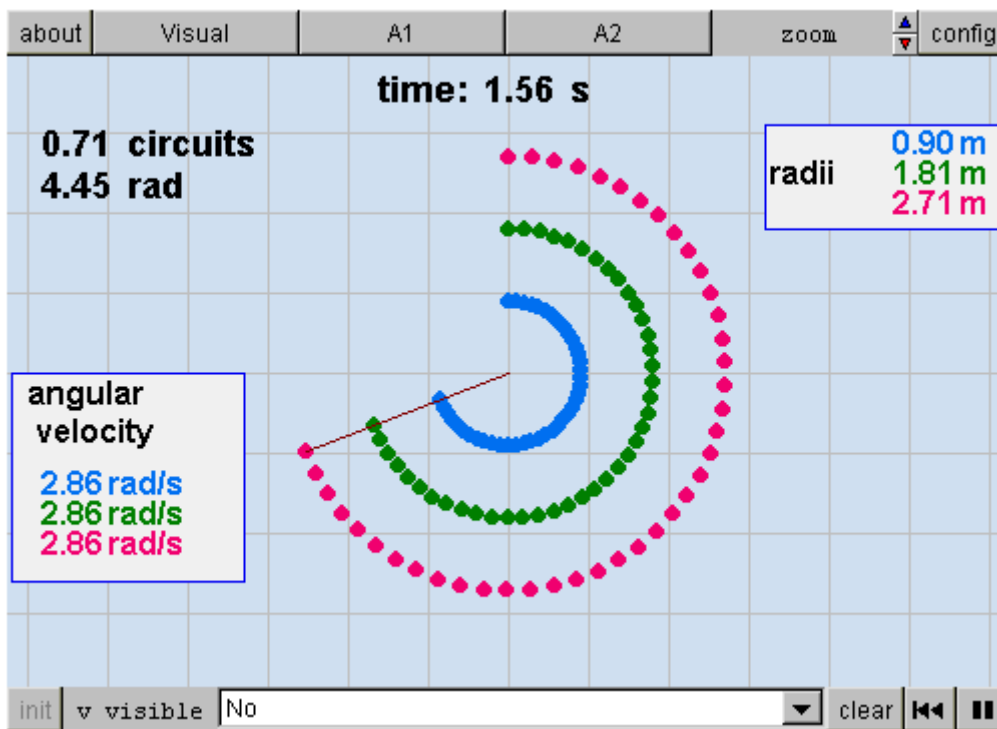 about Visual A1 A2 zoom config
time: 1.56 s
0.71 circuits
4.45 rad
radii
0.90 m
1.81 m
2.71 m
angular
velocity
2.86 rad/s
2.86 rad/s
2.86 rad/s
init v visible No clear